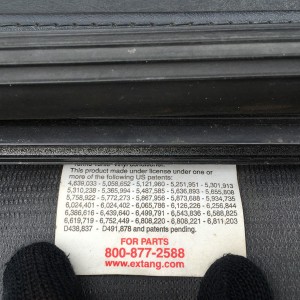 This product made under license under one or
more of the following US patents:
4,639,033 - 5,058,652 - 5,121,960 - 5,251,951 - 5,301,913
5,310,238 - 5,365,994 - 5,487,585 - 5,636,893 - 5,655,808
5,758,922 - 5,772,273 - 5,867,956 - 5,873,688 - 5,934,735
6,024,401 - 6,024,402 - 6,065,786 - 6,126,226 - 6,256,844
6,386,616 - 6,439,640 - 6,499,791 - 6,543,836 - 6,588,825
6,619,719 - 6,752,449 - 6,808,220 - 6,808,221 - 6,811,203
D438,837 - D491,878 and patents pending.
FOR PARTS
800-877-2588
www.extang.com